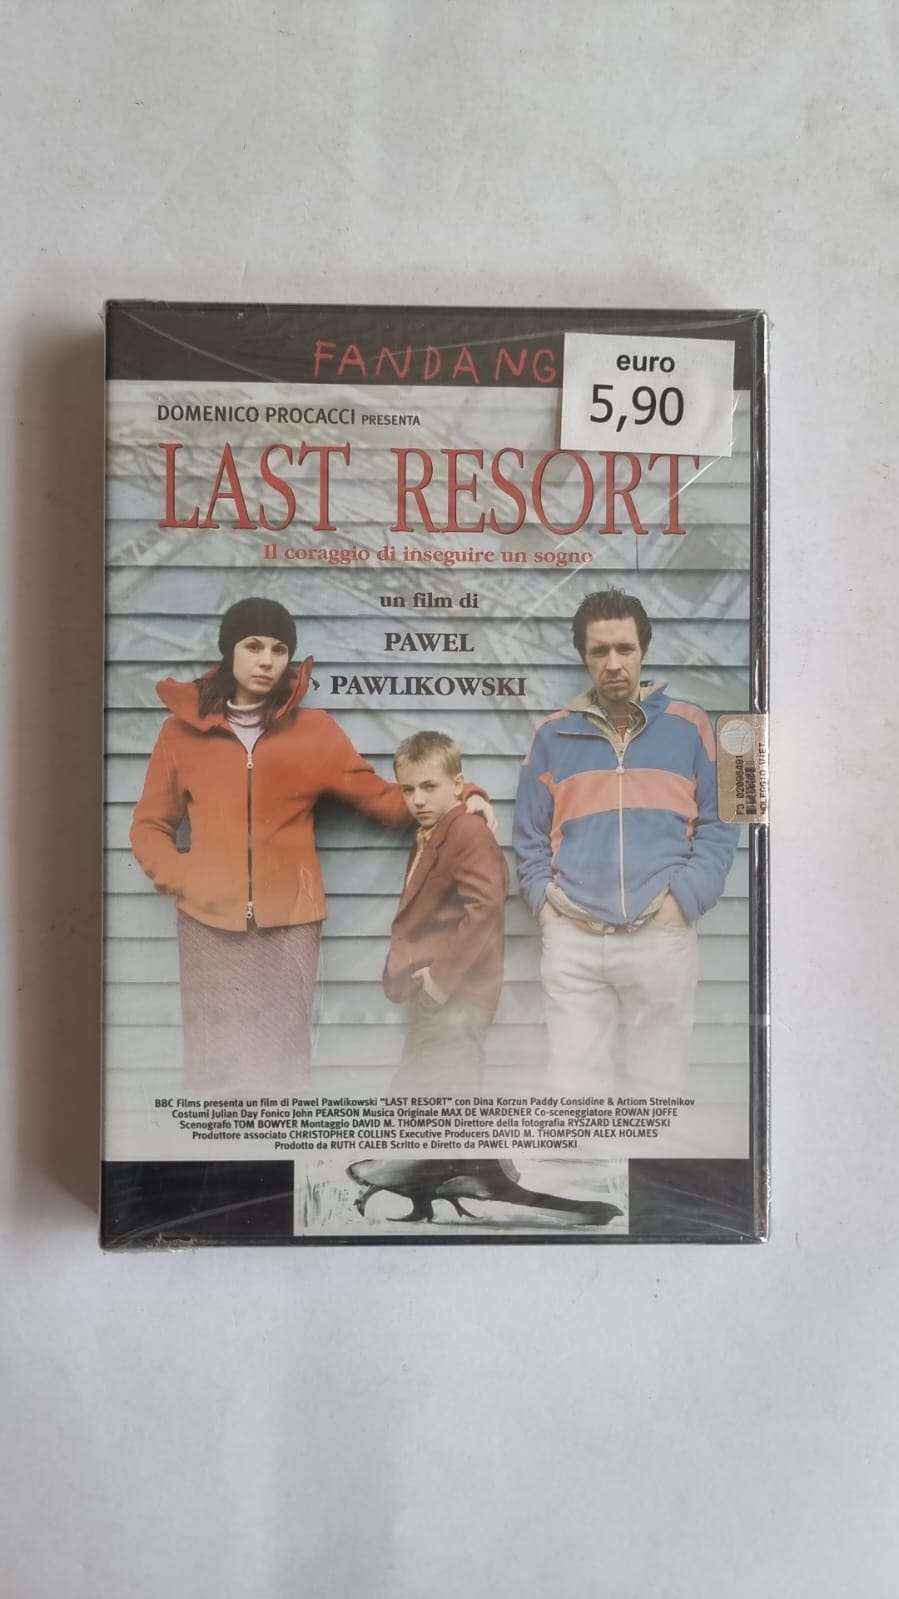 FANDANG
euro
5,90
DOMENICO PROCACCI PRESENTA
LAST RESORT
Il coraggio di inseguire un sogno
un film di
PAWEL
PAWLIKOWSKI
NOLEGGIO VIET
BBC Films presenta un film di Pawel Pawlikowski "LAST RESORT" con Dina Korzun Paddy Considine & Artiom Strelnikov
Costumi Julian Day Fonico John PEARSON Musica Originale MAX DE WARDENER Co-sceneggiatore ROWAN JOFFE
Scenografo TOM BOWYER Montaggio DAVID M. THOMPSON Direttore della fotografia RYSZARD LENCZEWSKI
Produttore associato CHRISTOPHER COLLINS Executive Producers DAVID M. THOMPSON ALEX HOLMES
Prodotto da RUTH CALEB Scritto e Diretto da PAWEL PAWLIKOWSKI